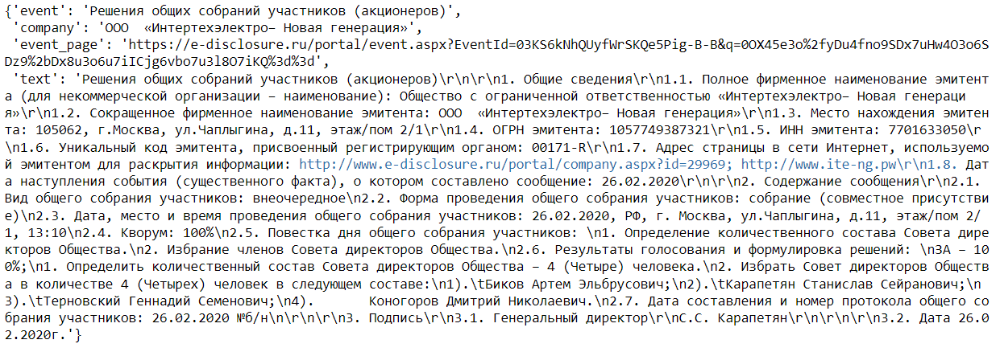 {'event': 'Решения общих собраний участников (акционеров)',
 'company': 'ООО  «Интертехэлектро– Новая генерация»',
 'event_page': 'https://e-disclosure.ru/portal/event.aspx?EventId=03KS6kNhQUyfWrSKQe5Pig-B-B&q=0OX45e3o%2fyDu4fno9SDx7uHw4O3o6S
Dz9%2bDx8u3o6u7iICjg6vbo7u3l8O7iKQ%3d%3d',
 'text': 'Решения общих собраний участников (акционеров)\r\n\r\n1. Общие сведения\r\n1.1. Полное фирменное наименование эмитент
а (для некоммерческой организации – наименование): Общество с ограниченной ответственностью «Интертехэлектро– Новая генераци
я»\r\n1.2. Сокращенное фирменное наименование эмитента: ООО  «Интертехэлектро– Новая генерация»\r\n1.3. Место нахождения эмитен
та: 105062, г.Москва, ул.Чаплыгина, д.11, этаж/пом 2/1\r\n1.4. ОГРН эмитента: 1057749387321\r\n1.5. ИНН эмитента: 7701633050\r
\n1.6. Уникальный код эмитента, присвоенный регистрирующим органом: 00171-R\r\n1.7. Адрес страницы в сети Интернет, используемо
й эмитентом для раскрытия информации: http://www.e-disclosure.ru/portal/company.aspx?id=29969; http://www.ite-ng.pw\r\n1.8. Дат
а наступления события (существенного факта), о котором составлено сообщение: 26.02.2020\r\n\r\n2. Содержание сообщения\r\n2.1.
Вид общего собрания участников: внеочередное\n2.2. Форма проведения общего собрания участников: собрание (совместное присутстви
е)\n2.3. Дата, место и время проведения общего собрания участников: 26.02.2020, РФ, г. Москва, ул.Чаплыгина, д.11, этаж/пом 2/
1, 13:10\n2.4. Кворум: 100%\n2.5. Повестка дня общего собрания участников: \n1. Определение количественного состава Совета дире
кторов Общества.\n2. Избрание членов Совета директоров Общества.\n2.6. Результаты голосования и формулировка решений: \nЗА – 10
0%;\n1. Определить количественный состав Совета директоров Общества – 4 (Четыре) человека.\n2. Избрать Совет директоров Обществ
а в количестве 4 (Четырех) человек в следующем составе:\n1).\tБиков Артем Эльбрусович;\n2).\tКарапетян Станислав Сейранович;\n
3).\tТерновский Геннадий Семенович;\n4).      Коногоров Дмитрий Николаевич.\n2.7. Дата составления и номер протокола общего со
брания участников: 26.02.2020 №б/н\n\r\n\r\n3. Подпись\r\n3.1. Генеральный директор\r\nС.С. Карапетян\r\n\r\n\r\n3.2. Дата 26.0
2.2020г.'}